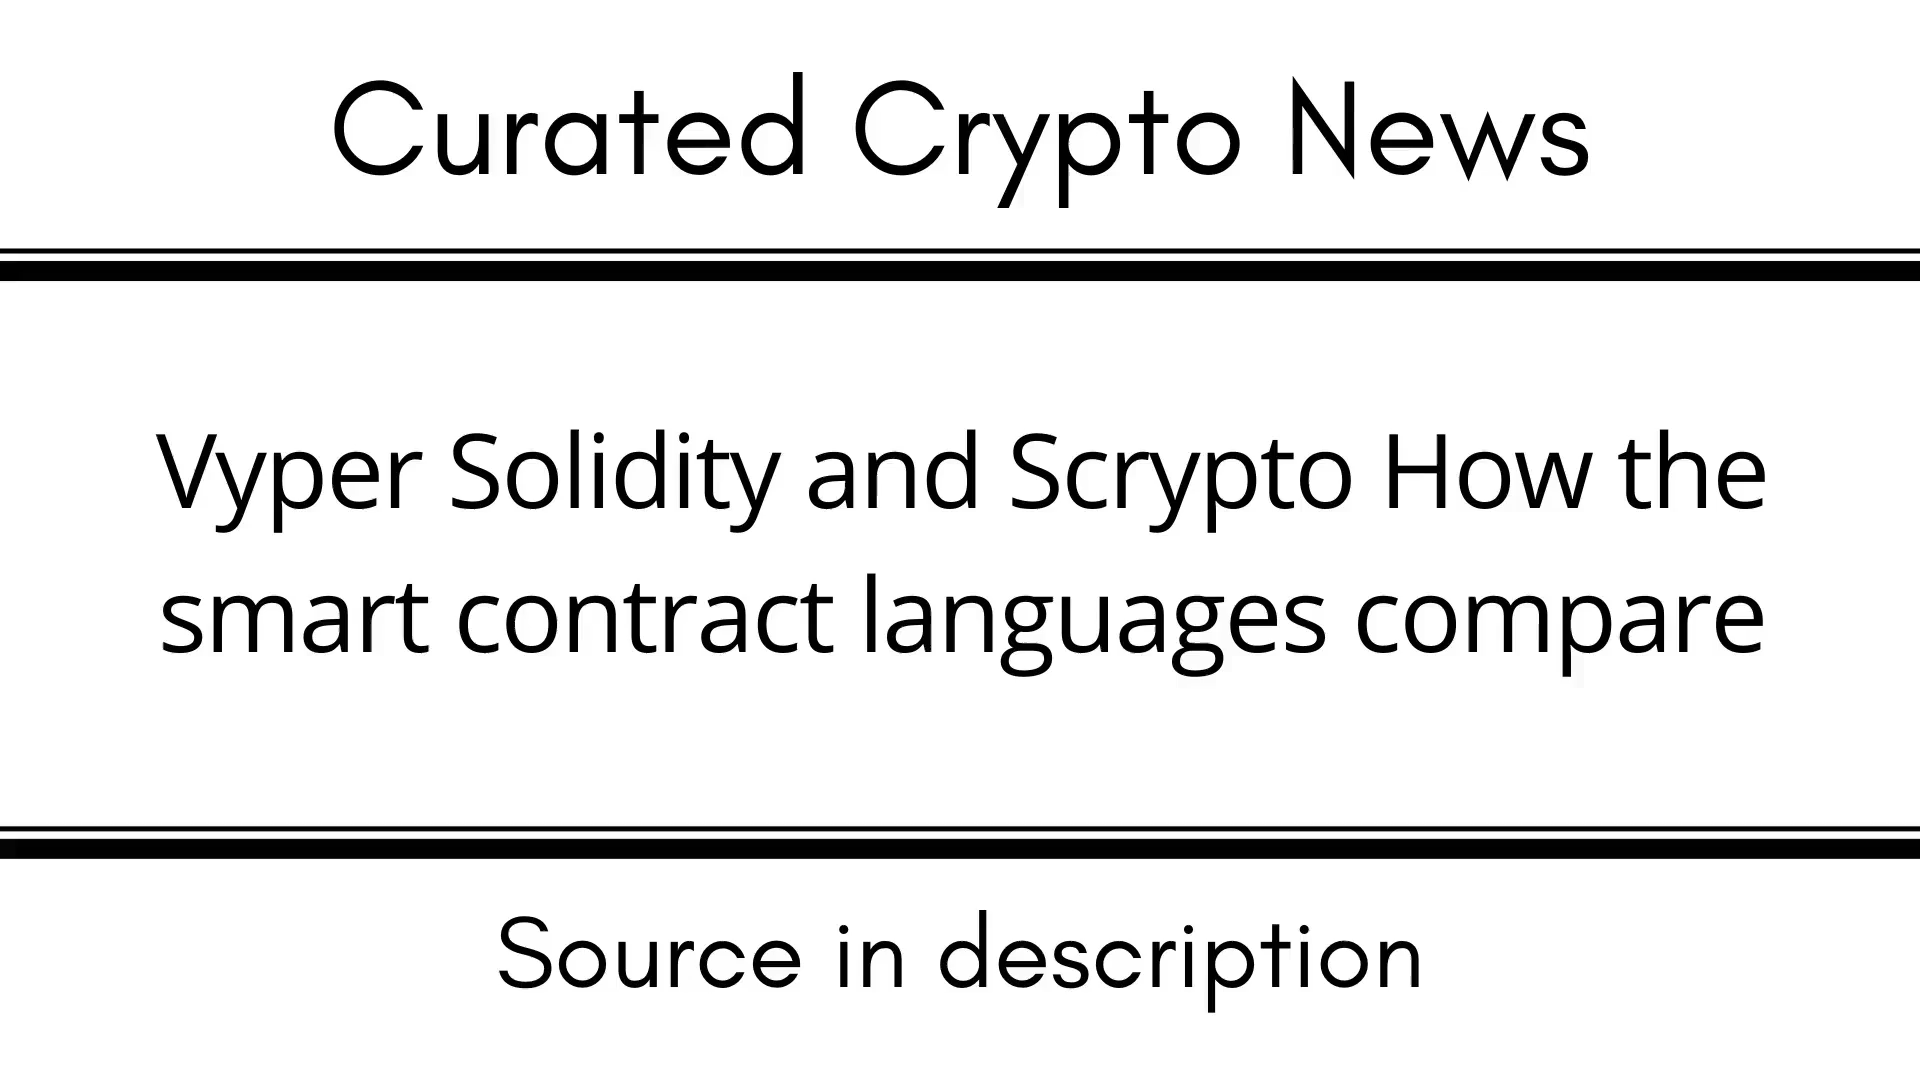 Curated Crypto News
Vyper Solidity and Scrypto How the
smart contract languages compare
Source in description